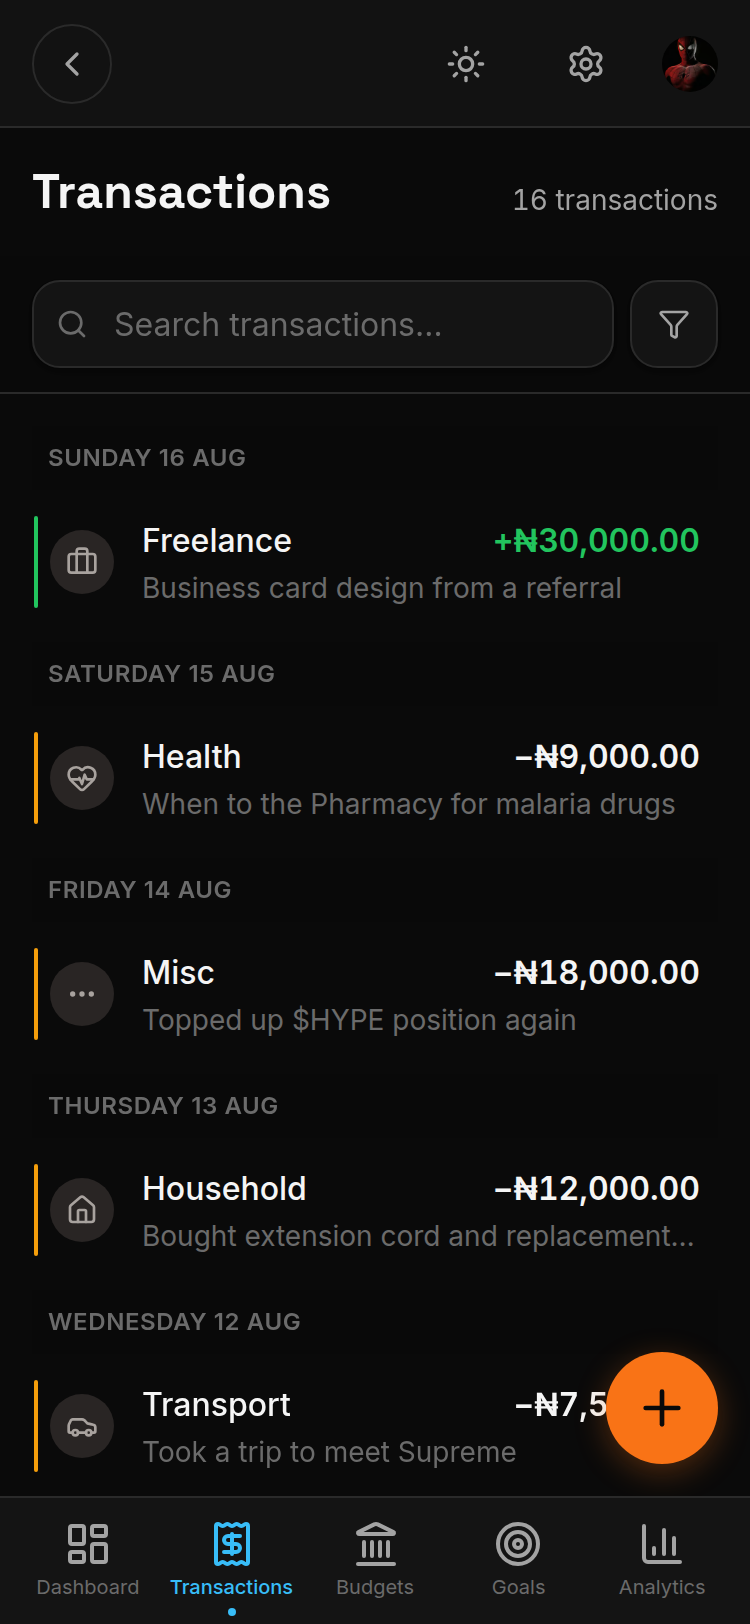 Transactions
16 transactions
Search transactions...
SUNDAY 16 AUG
Freelance
+₦30,000.00
Business card design from a referral
SATURDAY 15 AUG
Health
−₦9,000.00
When to the Pharmacy for malaria drugs
FRIDAY 14 AUG
Misc
−₦18,000.00
Topped up $HYPE position again
THURSDAY 13 AUG
Household
−₦12,000.00
Bought extension cord and replacement...
WEDNESDAY 12 AUG
Transport
−₦7,5
Took a trip to meet Supreme
Dashboard
Transactions
Budgets
Goals
Analytics